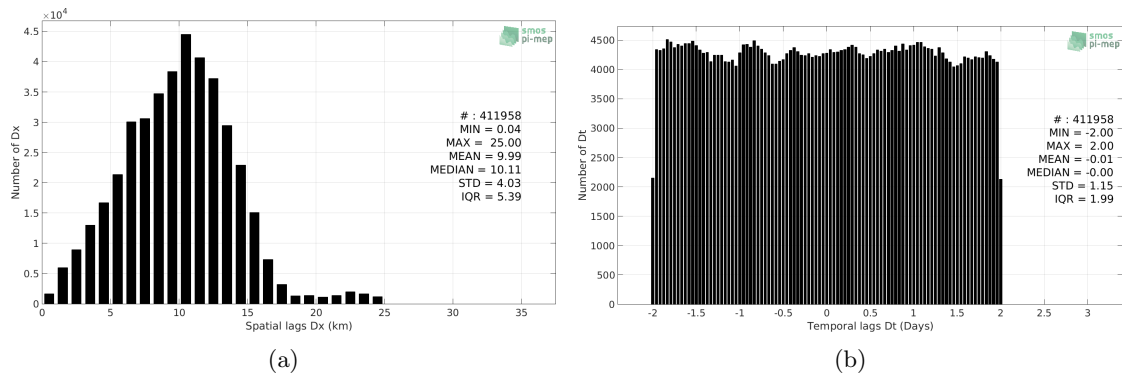 ×10⁴
4.5
4
3.5
3
2.5
2
1.5
1
0.5
0
Number of Dx
0 5 10 15 20 25 30 35
Spatial lags Dx (km)
smos
pi-mep
# : 411958
MIN = 0.04
MAX = 25.00
MEAN = 9.99
MEDIAN = 10.11
STD = 4.03
IQR = 5.39
(a)
4500
4000
3500
3000
2500
2000
1500
1000
500
0
Number of Dt
-2 -1.5 -1 -0.5 0 0.5 1 1.5 2 2.5 3
Temporal lags Dt (Days)
smos
pi-mep
# : 411958
MIN = -2.00
MAX = 2.00
MEAN = -0.01
MEDIAN = -0.00
STD = 1.15
IQR = 1.99
(b)